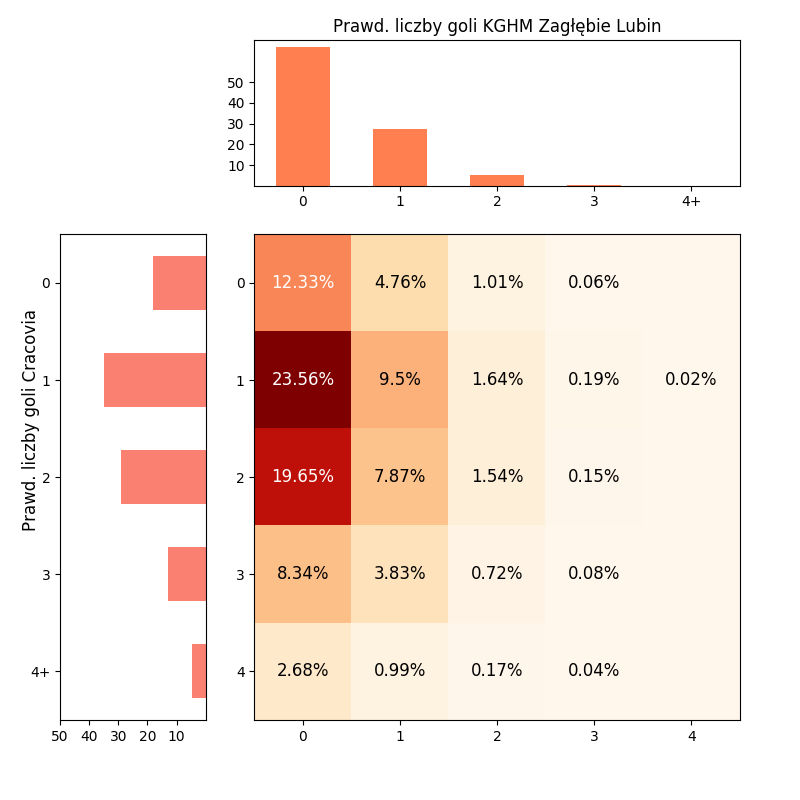 Prawd. liczby goli KGHM Zagłębie Lubin
50
40
30
20
10
0 1 2 3 4+
Prawd. liczby goli Cracovia
0
1
2
3
4+
50 40 30 20 10
0 12.33% 4.76% 1.01% 0.06%
1 23.56% 9.5% 1.64% 0.19% 0.02%
2 19.65% 7.87% 1.54% 0.15%
3 8.34% 3.83% 0.72% 0.08%
4 2.68% 0.99% 0.17% 0.04%
0 1 2 3 4